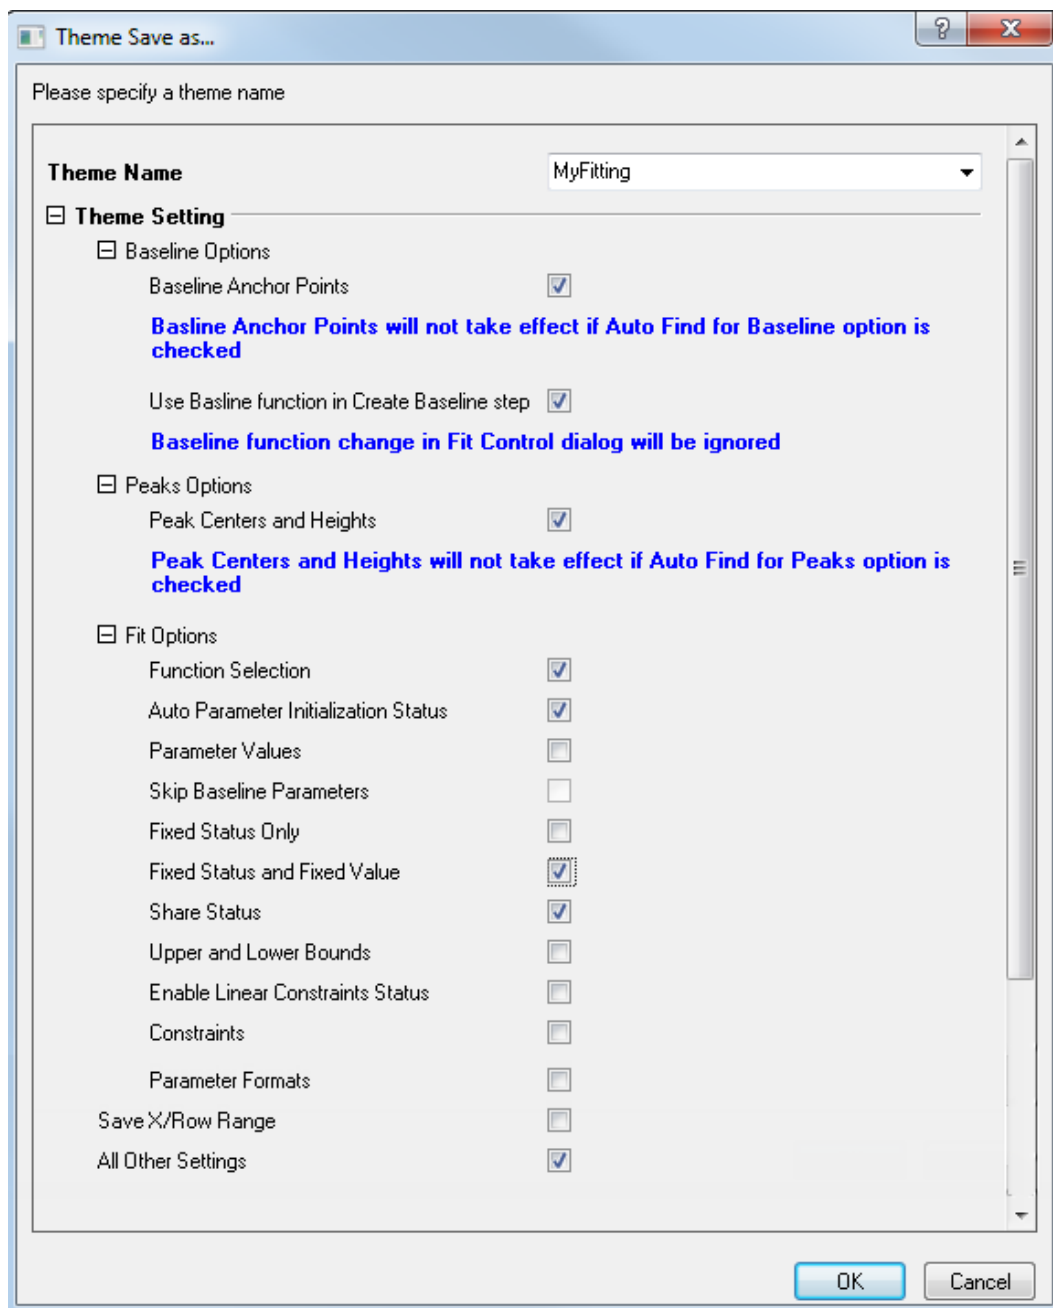 Theme Save as...
Please specify a theme name
Theme Name
MyFitting
Theme Setting
Baseline Options
Baseline Anchor Points
Basline Anchor Points will not take effect if Auto Find for Baseline option is
checked
Use Basline function in Create Baseline step
Baseline function change in Fit Control dialog will be ignored
Peaks Options
Peak Centers and Heights
Peak Centers and Heights will not take effect if Auto Find for Peaks option is
checked
Fit Options
Function Selection
Auto Parameter Initialization Status
Parameter Values
Skip Baseline Parameters
Fixed Status Only
Fixed Status and Fixed Value
Share Status
Upper and Lower Bounds
Enable Linear Constraints Status
Constraints
Parameter Formats
Save X/Row Range
All Other Settings
OK
Cancel